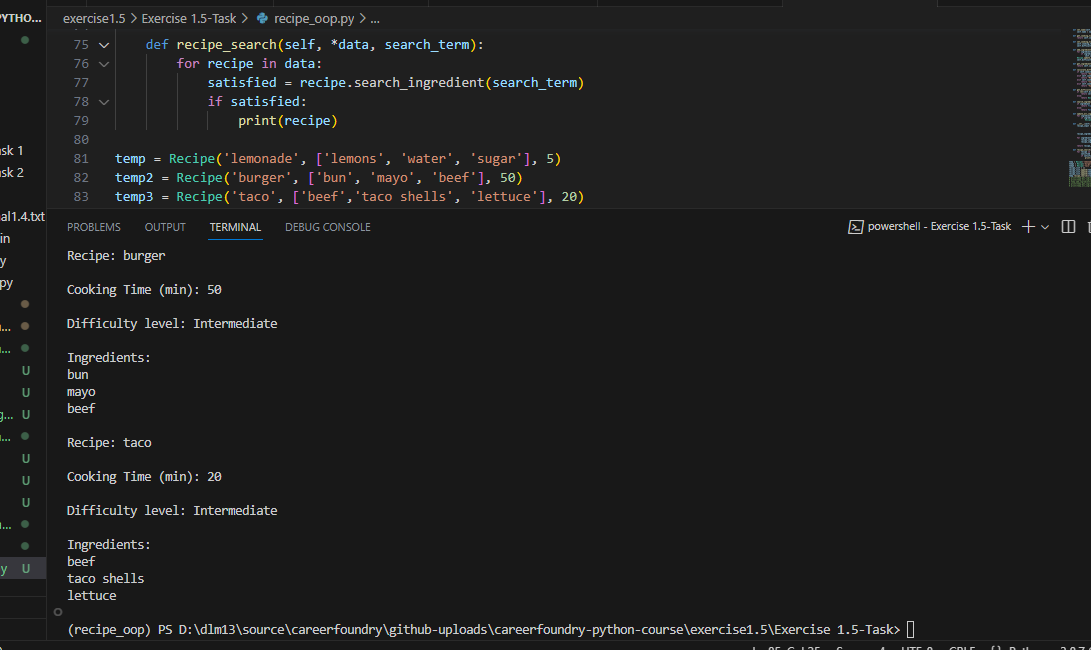 PYTHO...
exercise1.5 > Exercise 1.5-Task > recipe_oop.py > ...
75 def recipe_search(self, *data, search_term):
76 for recipe in data:
77 satisfied = recipe.search_ingredient(search_term)
78 if satisfied:
79 print(recipe)
80
81 temp = Recipe('lemonade', ['lemons', 'water', 'sugar'], 5)
82 temp2 = Recipe('burger', ['bun', 'mayo', 'beef'], 50)
83 temp3 = Recipe('taco', ['beef','taco shells', 'lettuce'], 20)
sk 1
sk 2
al1.4.txt
in
y
py
... 
...
U
U
g... U
...
U
U
U
...
y U
PROBLEMS OUTPUT TERMINAL DEBUG CONSOLE powershell - Exercise 1.5-Task
Recipe: burger
Cooking Time (min): 50
Difficulty level: Intermediate
Ingredients:
bun
mayo
beef
Recipe: taco
Cooking Time (min): 20
Difficulty level: Intermediate
Ingredients:
beef
taco shells
lettuce
(recipe_oop) PS D:\dlm13\source\careerfoundry\github-uploads\careerfoundry-python-course\exercise1.5\Exercise 1.5-Task>